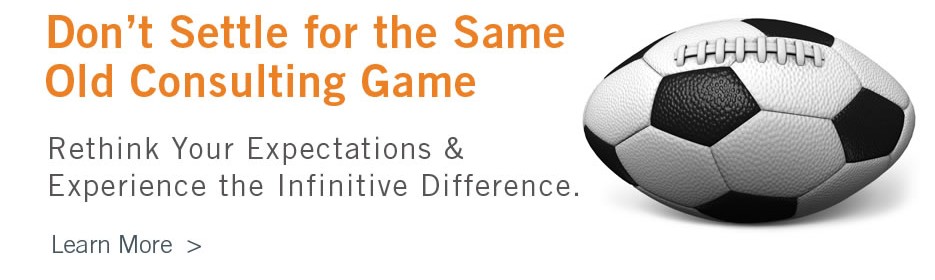 Don’t Settle for the Same
Old Consulting Game
Rethink Your Expectations &
Experience the Infinitive Difference.
Learn More >